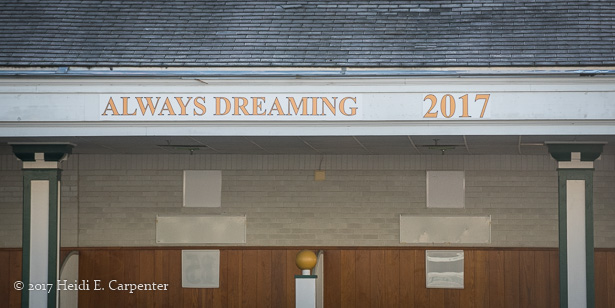 ALWAYS DREAMING 2017
© 2017 Heidi E. Carpenter